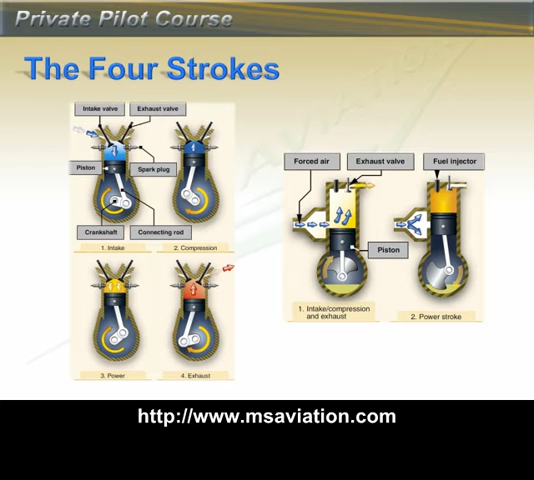 Private Pilot Course
The Four Strokes
Intake valve
Exhaust valve
Piston
Spark plug
Crankshaft
Connecting rod
1. Intake
2. Compression
3. Power
4. Exhaust
Forced air
Exhaust valve
Fuel injector
Piston
1. Intake/compression
and exhaust
2. Power stroke
http://www.msaviation.com